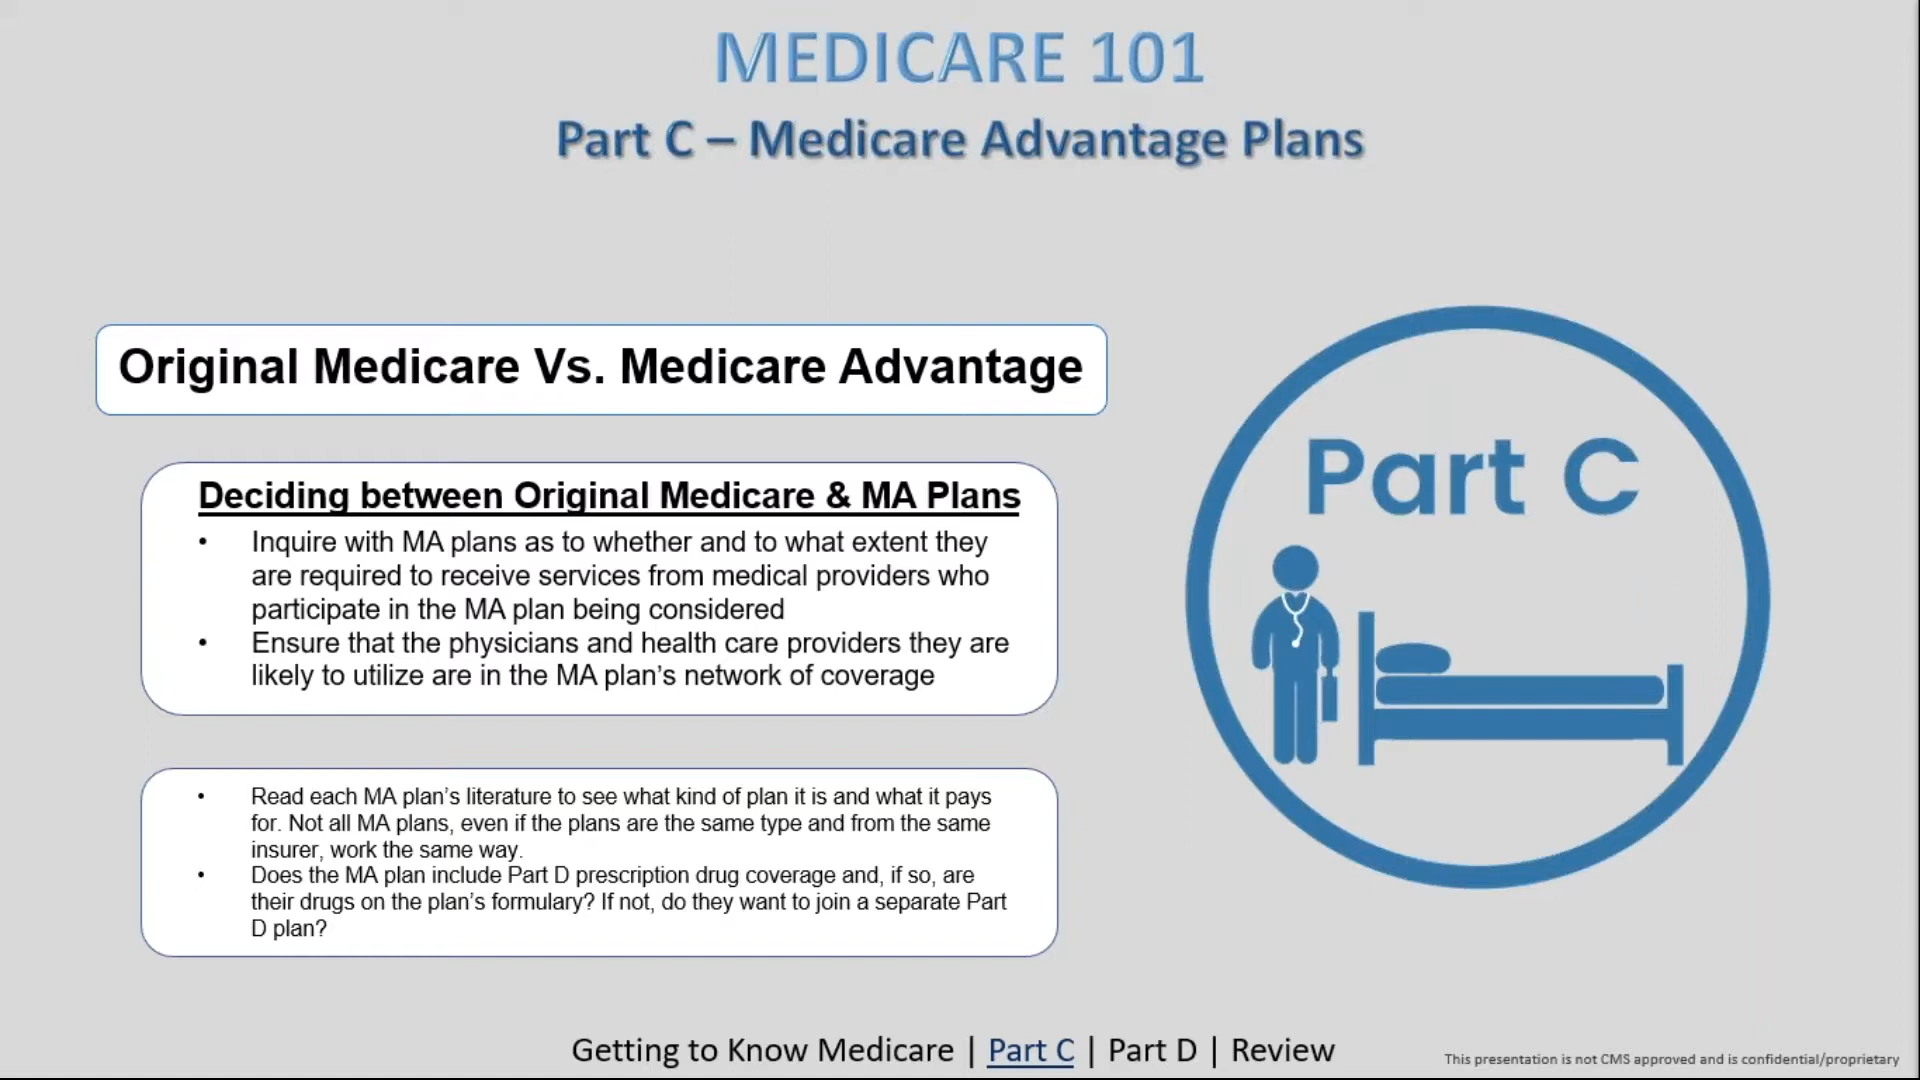 MEDICARE 101
Part C – Medicare Advantage Plans
Original Medicare Vs. Medicare Advantage
Deciding between Original Medicare & MA Plans
• Inquire with MA plans as to whether and to what extent they
are required to receive services from medical providers who
participate in the MA plan being considered
• Ensure that the physicians and health care providers they are
likely to utilize are in the MA plan’s network of coverage
• Read each MA plan’s literature to see what kind of plan it is and what it pays
for. Not all MA plans, even if the plans are the same type and from the same
insurer, work the same way.
• Does the MA plan include Part D prescription drug coverage and, if so, are
their drugs on the plan’s formulary? If not, do they want to join a separate Part
D plan?
Part C
Getting to Know Medicare | Part C | Part D | Review
This presentation is not CMS approved and is confidential/proprietary